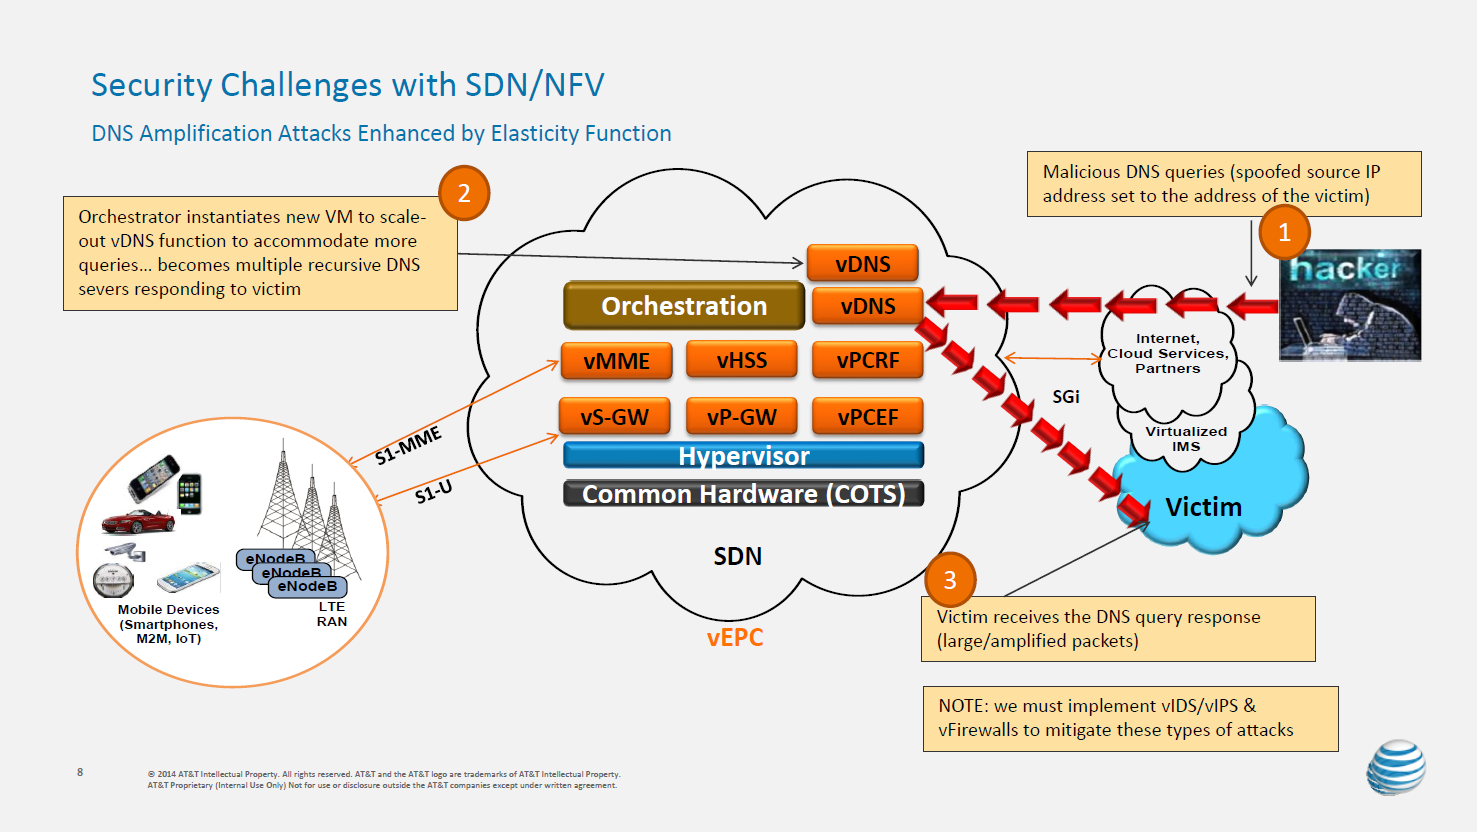 Security Challenges with SDN/NFV
DNS Amplification Attacks Enhanced by Elasticity Function
Malicious DNS queries (spoofed source IP
address set to the address of the victim)
1
hacker
2
Orchestrator instantiates new VM to scale-
out vDNS function to accommodate more
queries... becomes multiple recursive DNS
severs responding to victim
vDNS
Orchestration
vDNS
vMME
vHSS
vPCRF
vS-GW
vP-GW
vPCEF
Hypervisor
Common Hardware (COTS)
SDN
vEPC
S1-MME
S1-U
SGi
Internet,
Cloud Services,
Partners
Virtualized
IMS
Victim
eNodeB
eNodeB
eNodeB
Mobile Devices
(Smartphones,
M2M, IoT)
LTE
RAN
3
Victim receives the DNS query response
(large/amplified packets)
NOTE: we must implement vIDS/vIPS &
vFirewalls to mitigate these types of attacks
8
© 2014 AT&T Intellectual Property. All rights reserved. AT&T and the AT&T logo are trademarks of AT&T Intellectual Property.
AT&T Proprietary (Internal Use Only) Not for use or disclosure outside the AT&T companies except under written agreement.